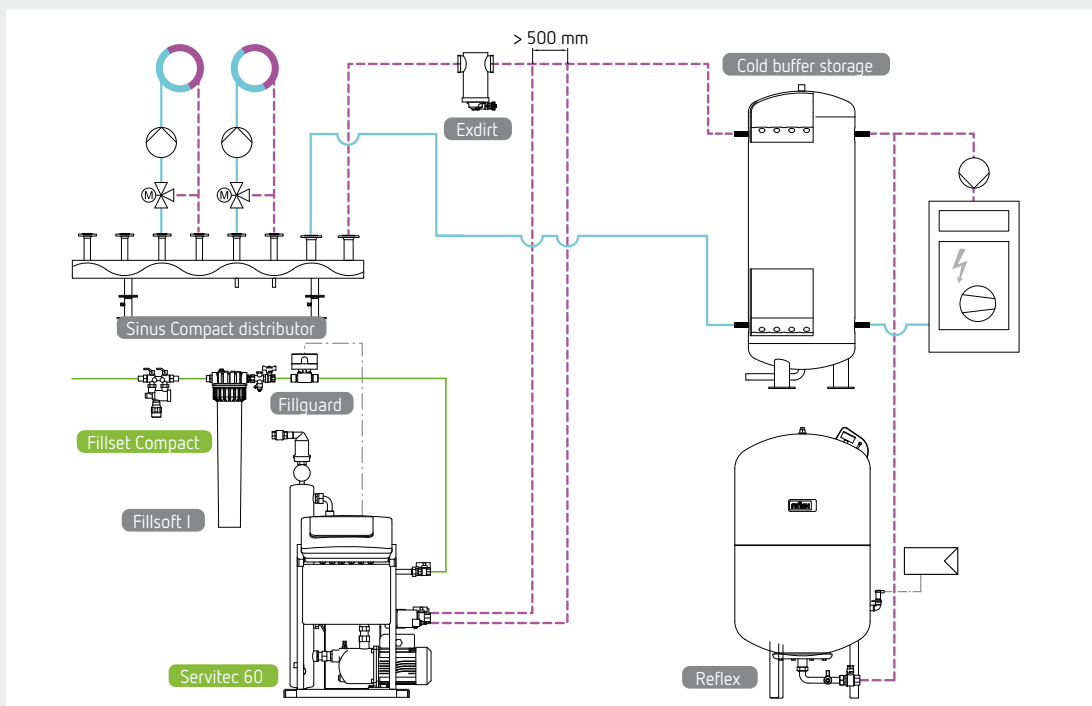 > 500 mm
Cold buffer storage
Exdirt
M
M
Sinus Compact distributor
Fillguard
Fillset Compact
Fillsoft I
reflex
Servitec 60
Reflex